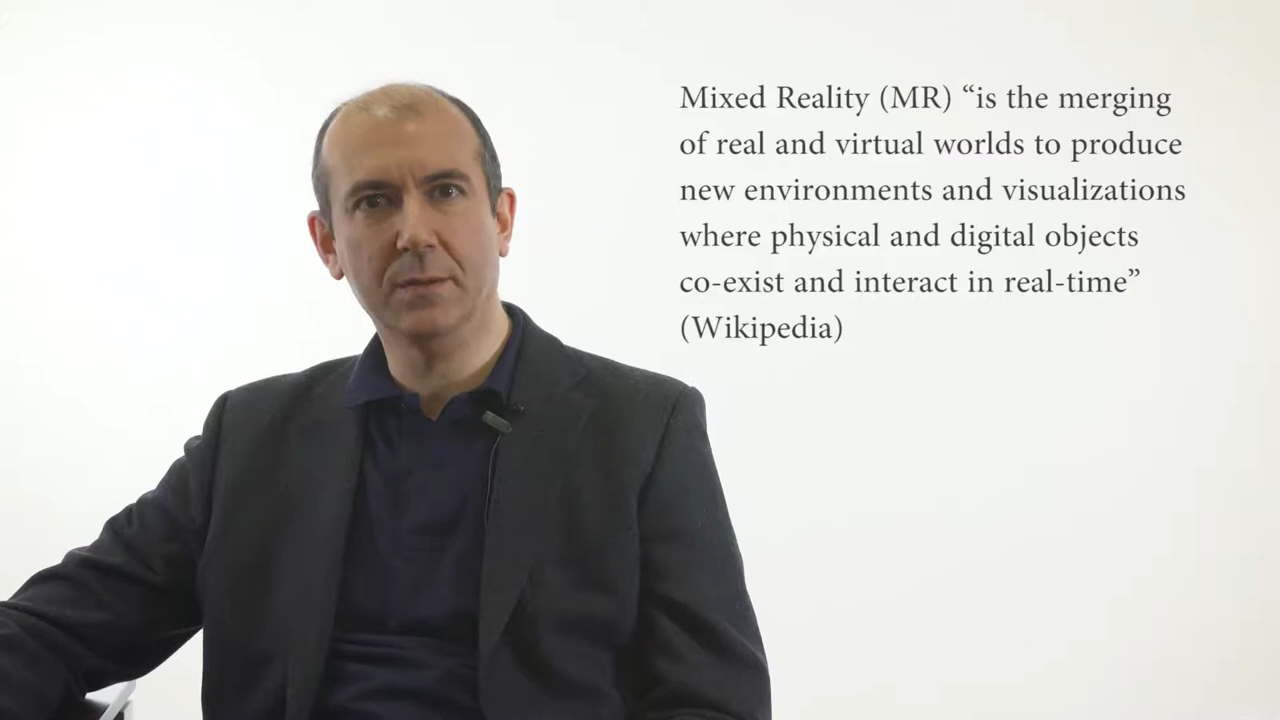 Mixed Reality (MR) “is the merging
of real and virtual worlds to produce
new environments and visualizations
where physical and digital objects
co-exist and interact in real-time”
(Wikipedia)